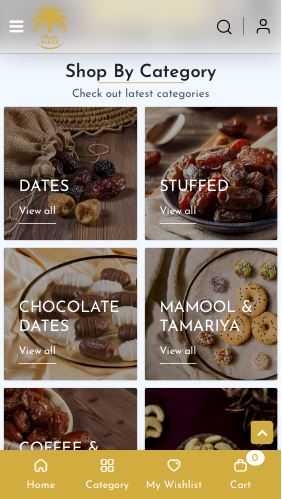 Shop By Category
Check out latest categories
DATES
View all
STUFFED
View all
CHOCOLATE
DATES
View all
MAMOOL &
TAMARIYA
View all
COFFEE &
0
Home
Category
My Wishlist
Cart